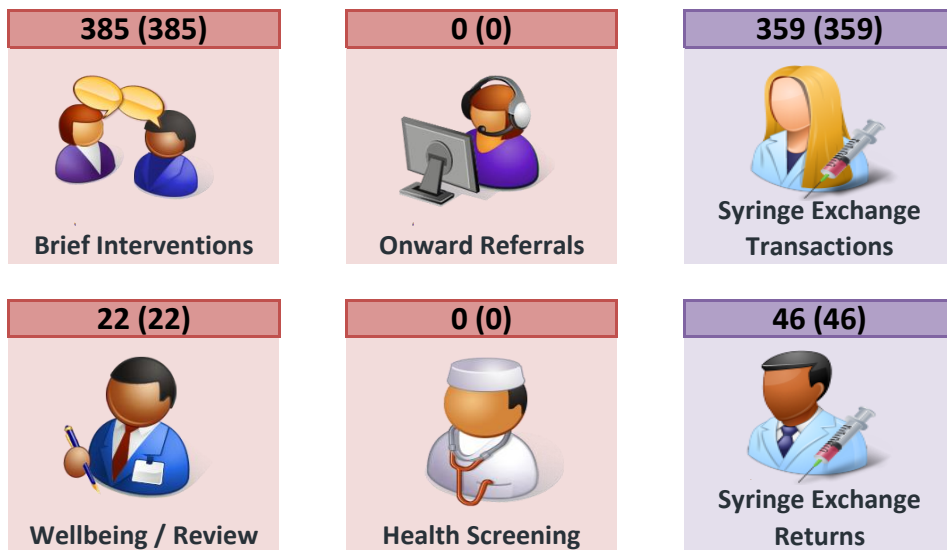 385 (385)
0 (0)
359 (359)
Brief Interventions
Onward Referrals
Syringe Exchange
Transactions
22 (22)
0 (0)
46 (46)
Wellbeing / Review
Health Screening
Syringe Exchange
Returns